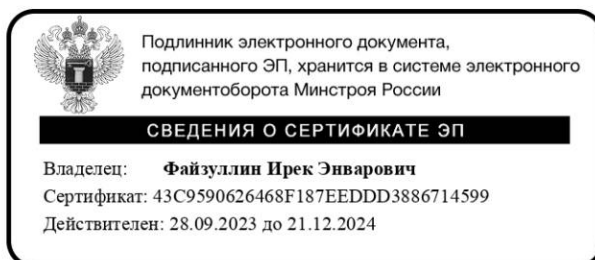 Подлинник электронного документа,
подписанного ЭП, хранится в системе электронного
документоборота Минстроя России
СВЕДЕНИЯ О СЕРТИФИКАТЕ ЭП
Владелец: Файзуллин Ирек Энварович
Сертификат: 43C9590626468F187EEDDD3886714599
Действителен: 28.09.2023 до 21.12.2024